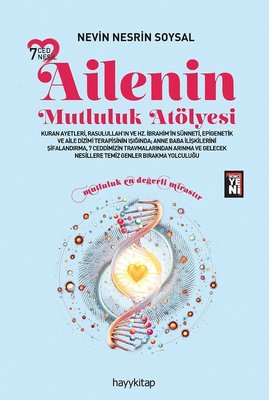 NEVİN NESRİN SOYSAL
7 CED
NESİL
Ailenin
Mutluluk Atölyesi
KURAN AYETLERİ, RASULULLAH'IN VE HZ. İBRAHİM'İN SÜNNETİ, EPİGENETİK
VE AİLE DİZİMİ TERAPİSİNİN IŞIĞINDA; ANNE BABA İLİŞKİLERİNİ
ŞİFALANDIRMA, 7 CEDDİMİZİN TRAVMALARINDAN ARINMA VE GELECEK
NESİLLERE TEMİZ GENLER BIRAKMA YOLCULUĞU
mutluluk en değerli mirastır
YENİ
hayykitap